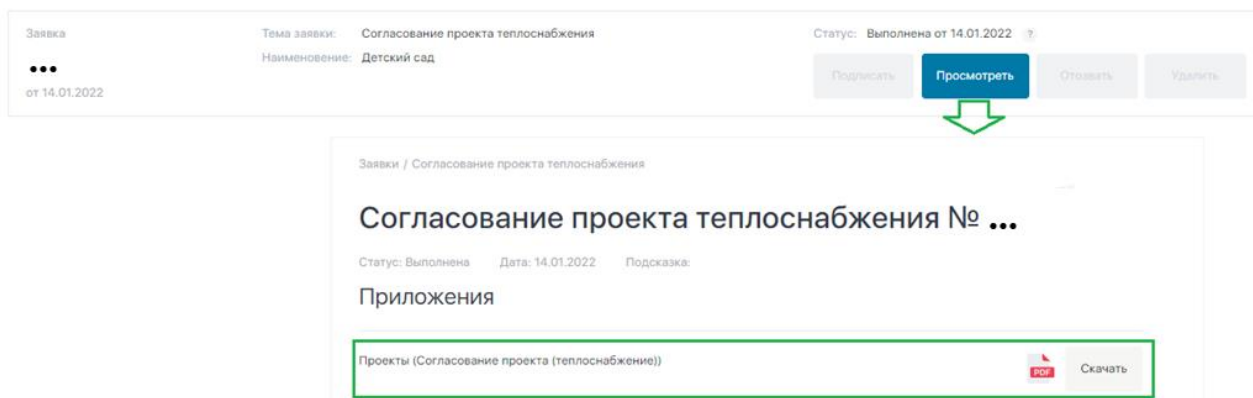 Заявка
Тема заявки: Согласование проекта теплоснабжения
Статус: Выполнена от 14.01.2022 ?
...
Наименование: Детский сад
от 14.01.2022
Подписать Просмотреть Отозвать Удалить
Заявки / Согласование проекта теплоснабжения
Согласование проекта теплоснабжения № ...
Статус: Выполнена Дата: 14.01.2022 Подсказка:
Приложения
Проекты (Согласование проекта (теплоснабжение))
PDF Скачать